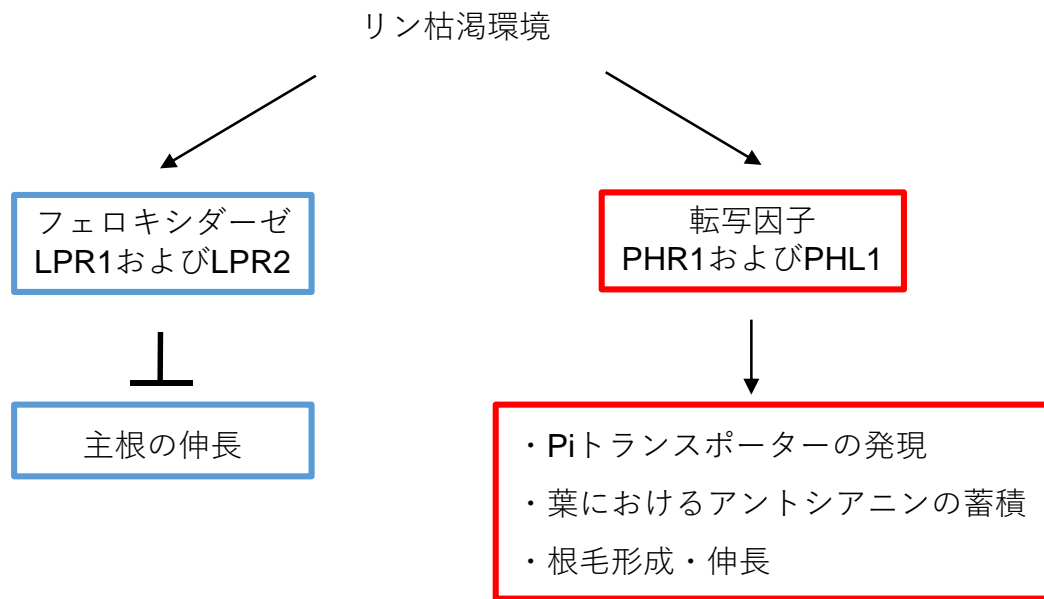 リン枯渇環境
フェロキシダーゼ
LPR1およびLPR2
転写因子
PHR1およびPHL1
主根の伸長
・Piトランスポーターの発現
・葉におけるアントシアニンの蓄積
・根毛形成・伸長